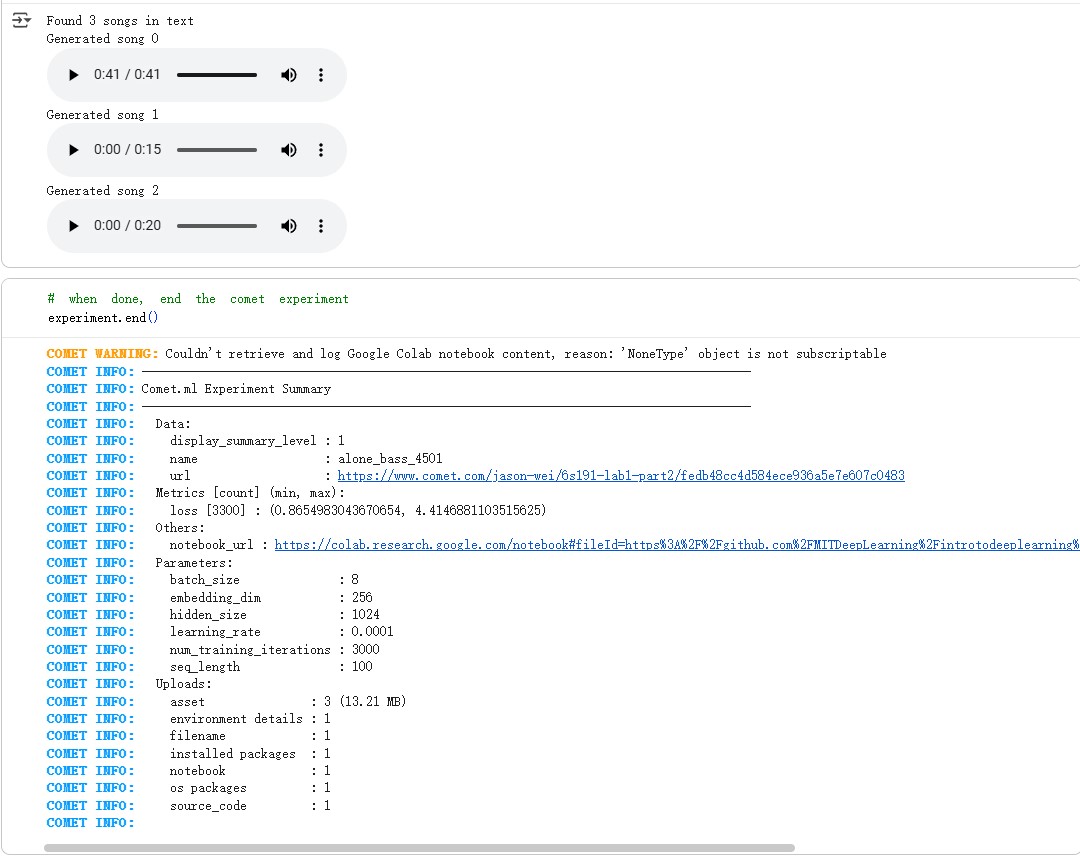 Found 3 songs in text
Generated song 0
0:41 / 0:41
Generated song 1
0:00 / 0:15
Generated song 2
0:00 / 0:20
# when done, end the comet experiment
experiment.end()
COMET WARNING: Couldn't retrieve and log Google Colab notebook content, reason: 'NoneType' object is not subscriptable
COMET INFO: ---------------------------------------------------------------------------------------
COMET INFO: Comet.ml Experiment Summary
COMET INFO: ---------------------------------------------------------------------------------------
COMET INFO:   Data:
COMET INFO:     display_summary_level : 1
COMET INFO:     name                  : alone_bass_4501
COMET INFO:     url                   : https://www.comet.com/jason-wei/6s191-lab1-part2/fedb48cc4d584ece936a5e7e607c0483
COMET INFO:   Metrics [count] (min, max):
COMET INFO:     loss [3300] : (0.8654983043670654, 4.4146881103515625)
COMET INFO:   Others:
COMET INFO:     notebook_url : https://colab.research.google.com/notebook#fileId=https%3A%2F%2Fgithub.com%2FMITDeepLearning%2Fintrotodeeplearning%
COMET INFO:   Parameters:
COMET INFO:     batch_size              : 8
COMET INFO:     embedding_dim           : 256
COMET INFO:     hidden_size             : 1024
COMET INFO:     learning_rate           : 0.0001
COMET INFO:     num_training_iterations : 3000
COMET INFO:     seq_length              : 100
COMET INFO:   Uploads:
COMET INFO:     asset               : 3 (13.21 MB)
COMET INFO:     environment details : 1
COMET INFO:     filename            : 1
COMET INFO:     installed packages  : 1
COMET INFO:     notebook            : 1
COMET INFO:     os packages         : 1
COMET INFO:     source_code         : 1
COMET INFO: